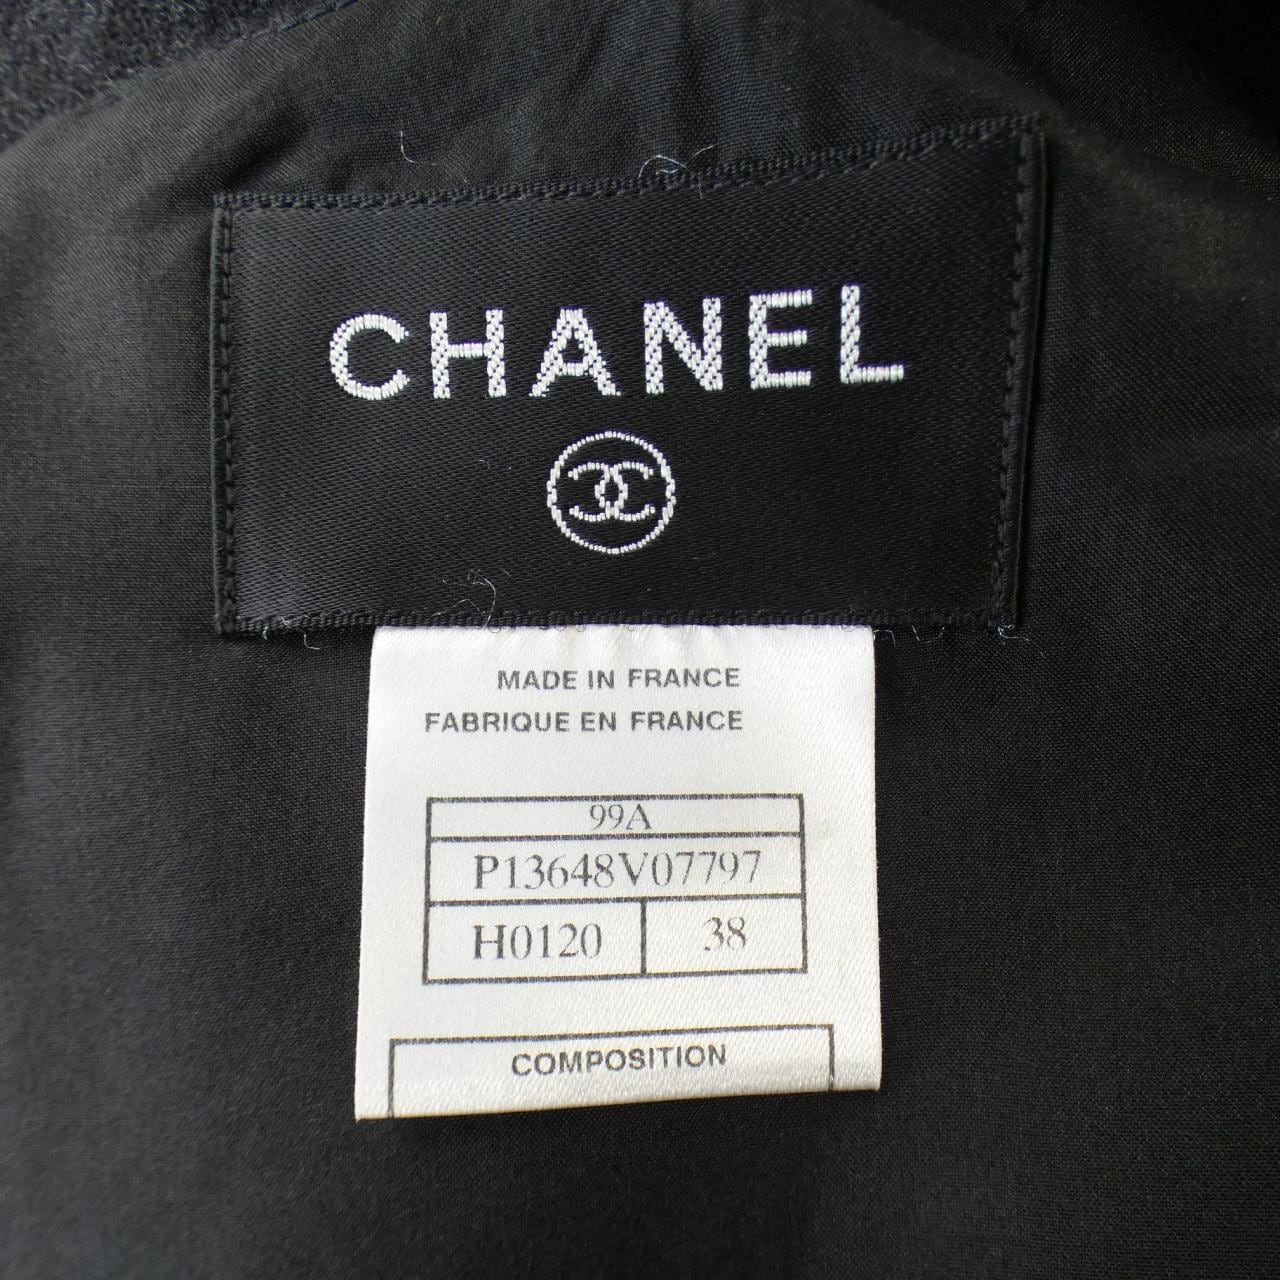 CHANEL
MADE IN FRANCE
FABRIQUE EN FRANCE
99A
P13648V07797
H0120 38
COMPOSITION